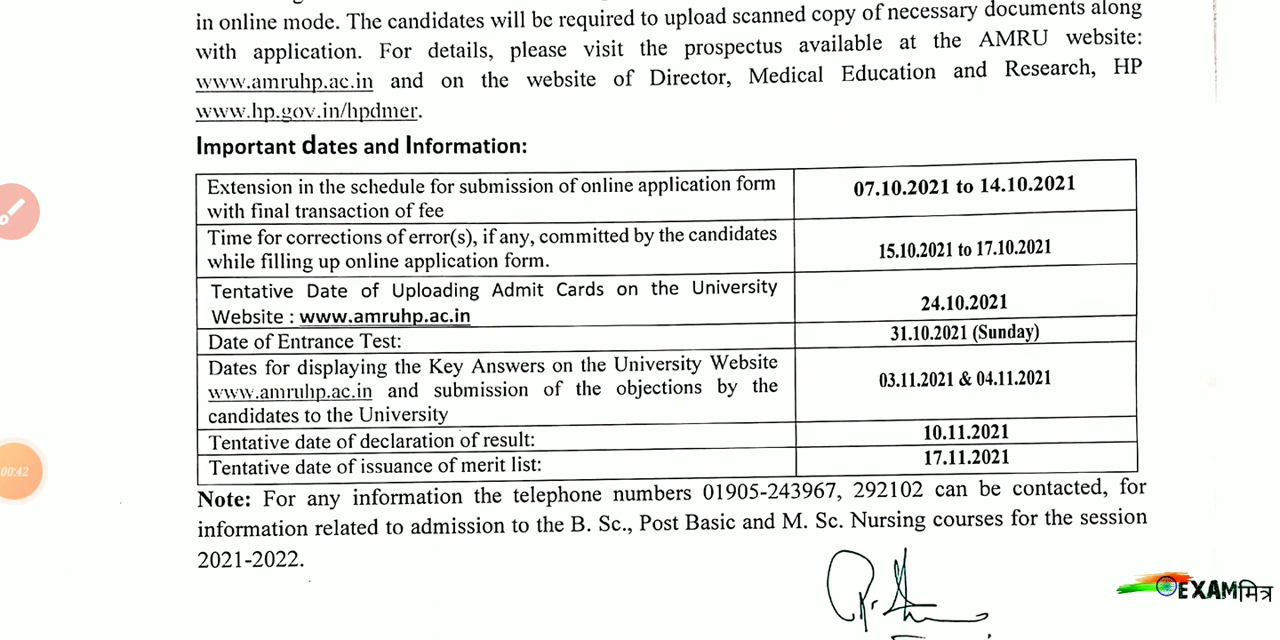 in online mode. The candidates will be required to upload scanned copy of necessary documents along
with application. For details, please visit the prospectus available at the AMRU website:
www.amruhp.ac.in and on the website of Director, Medical Education and Research, HP
www.hp.gov.in/hpdmer.
Important dates and Information:
Extension in the schedule for submission of online application form
with final transaction of fee
07.10.2021 to 14.10.2021
Time for corrections of error(s), if any, committed by the candidates
while filling up online application form.
15.10.2021 to 17.10.2021
Tentative Date of Uploading Admit Cards on the University
Website : www.amruhp.ac.in
24.10.2021
Date of Entrance Test:
31.10.2021 (Sunday)
Dates for displaying the Key Answers on the University Website
www.amruhp.ac.in and submission of the objections by the
candidates to the University
03.11.2021 & 04.11.2021
Tentative date of declaration of result:
10.11.2021
Tentative date of issuance of merit list:
17.11.2021
Note: For any information the telephone numbers 01905-243967, 292102 can be contacted, for
information related to admission to the B. Sc., Post Basic and M. Sc. Nursing courses for the session
2021-2022.
00:42
EXAMमित्र